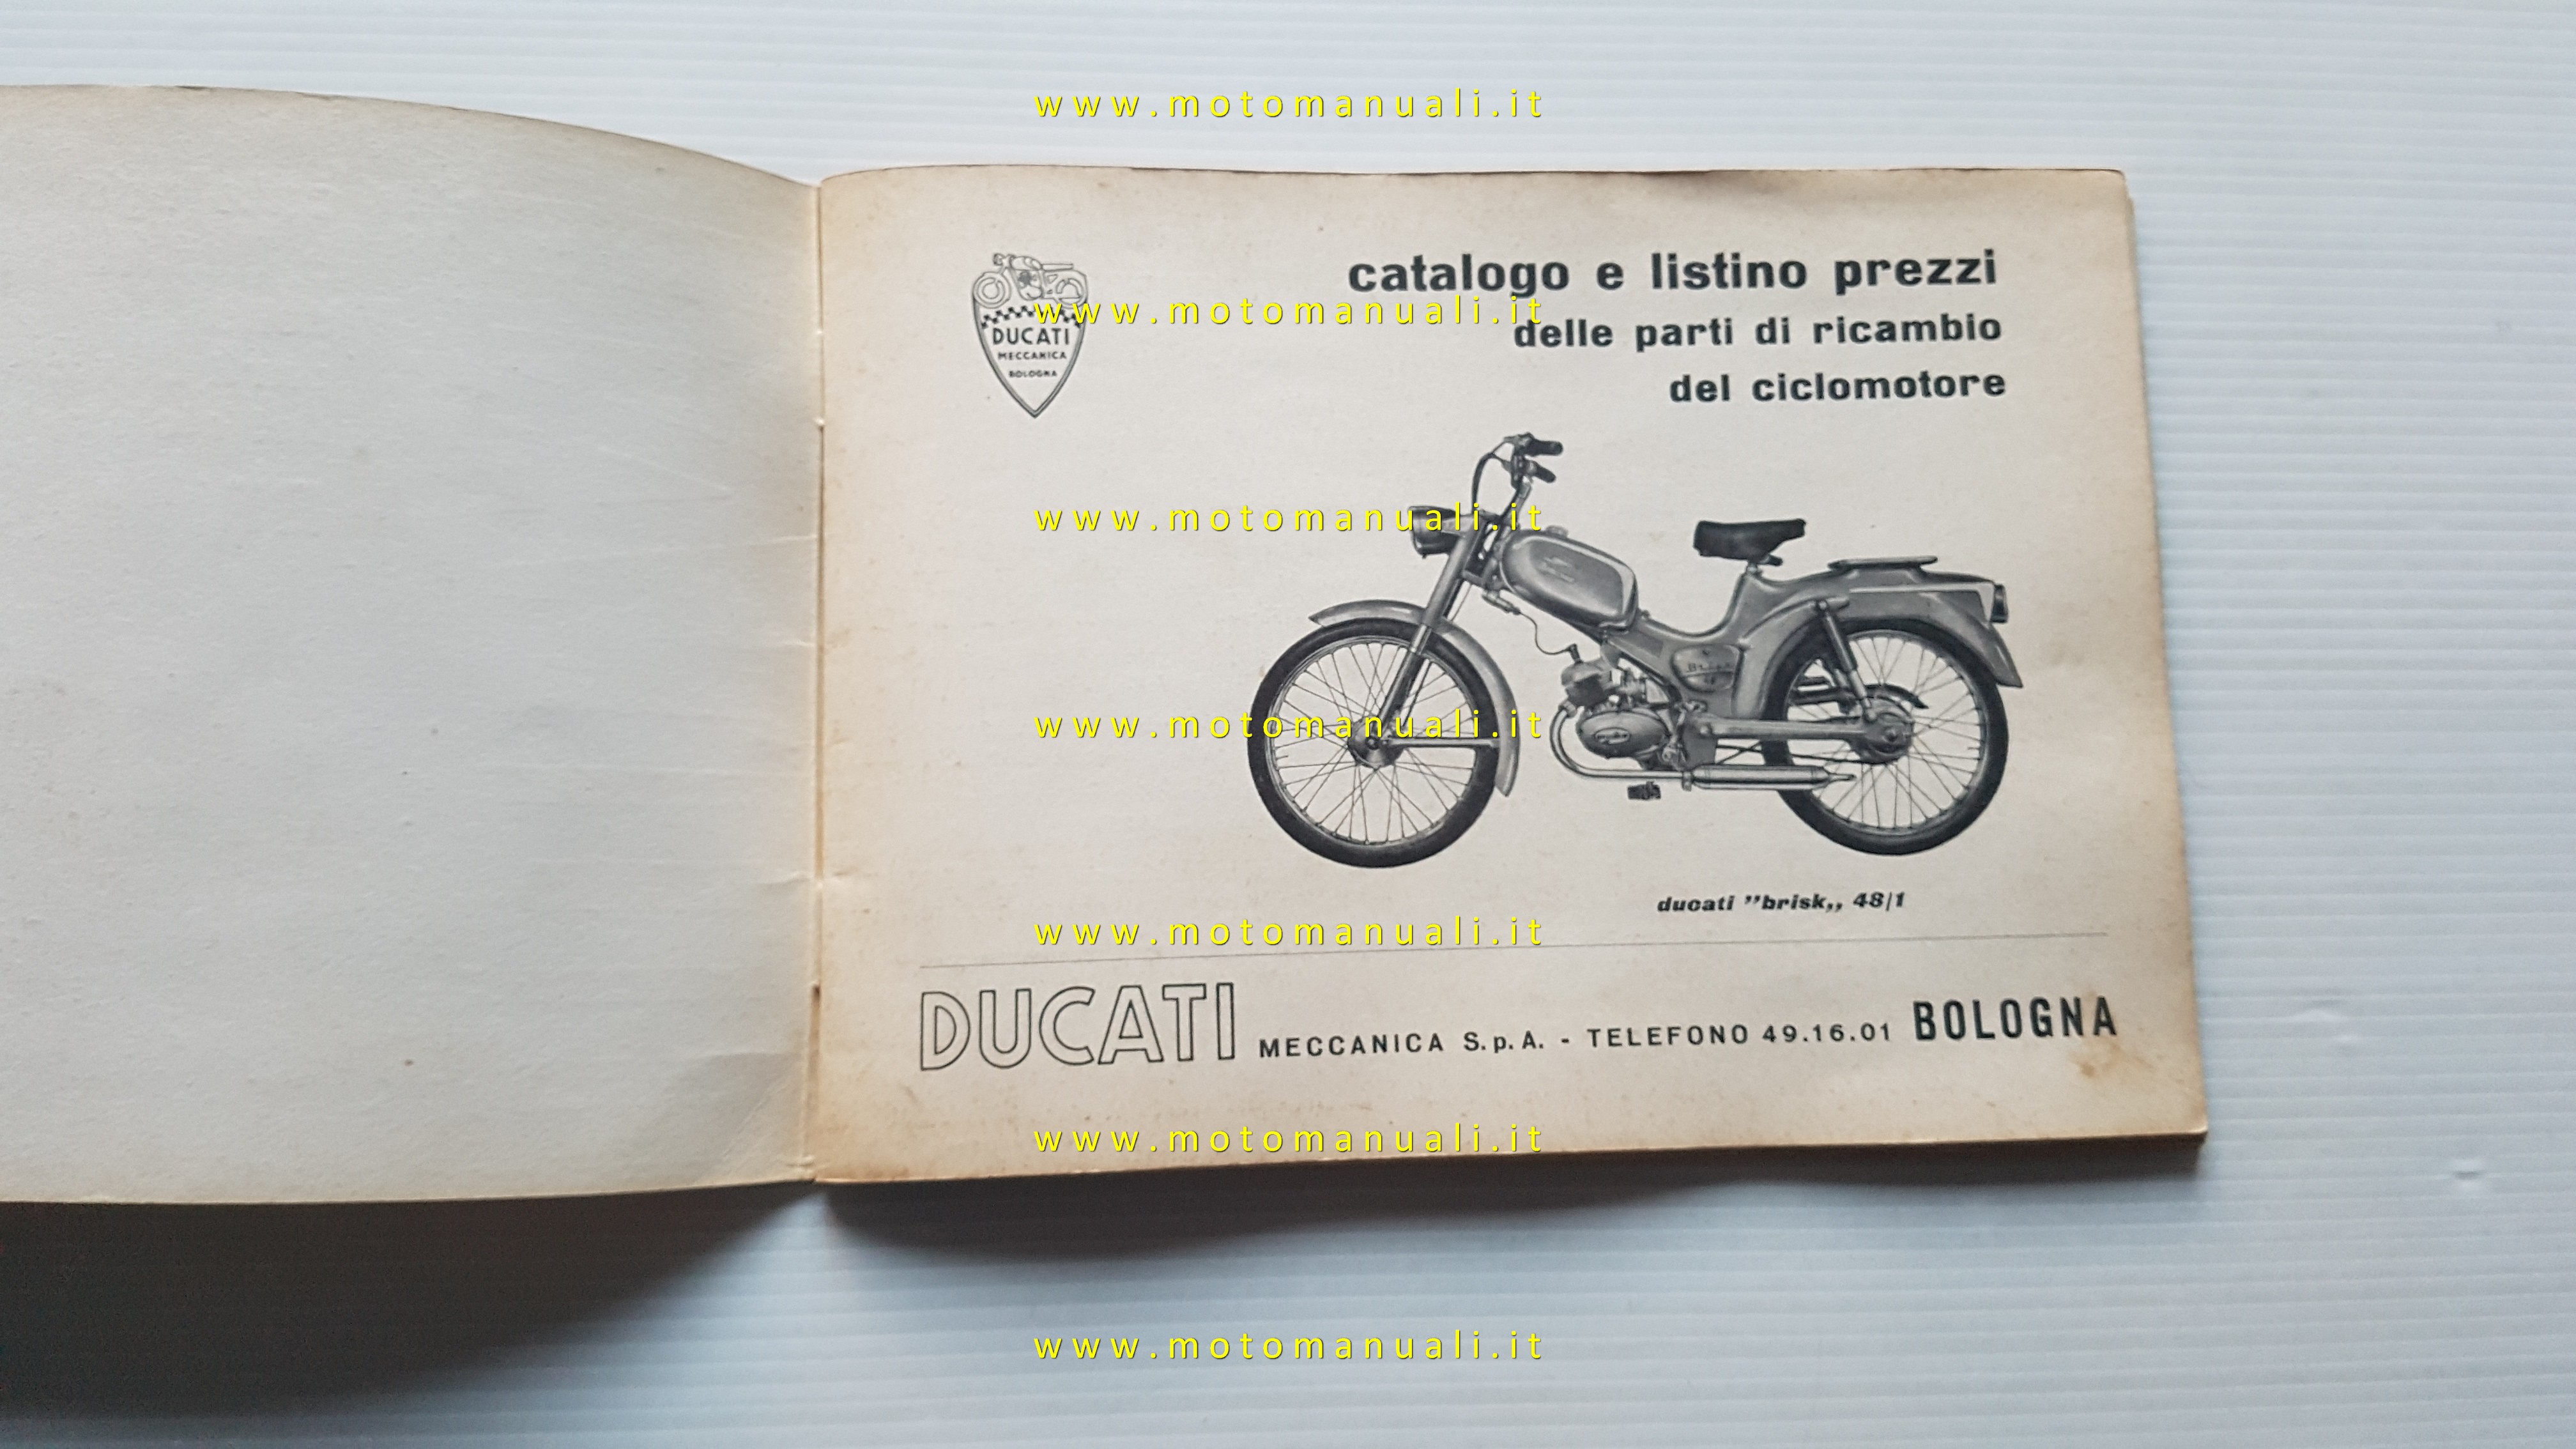 www.motomanuali.it
catalogo e listino prezzi
www.motomanuali.it
DUCATI
MECCANICA
BOLOGNA
delle parti di ricambio
del ciclomotore
www.motomanuali.it
Brisk
48
www.motomanuali.it
ducati "brisk„ 48/1
www.motomanuali.it
DUCATI MECCANICA S.p.A. - TELEFONO 49.16.01 BOLOGNA
www.motomanuali.it
www.motomanuali.it